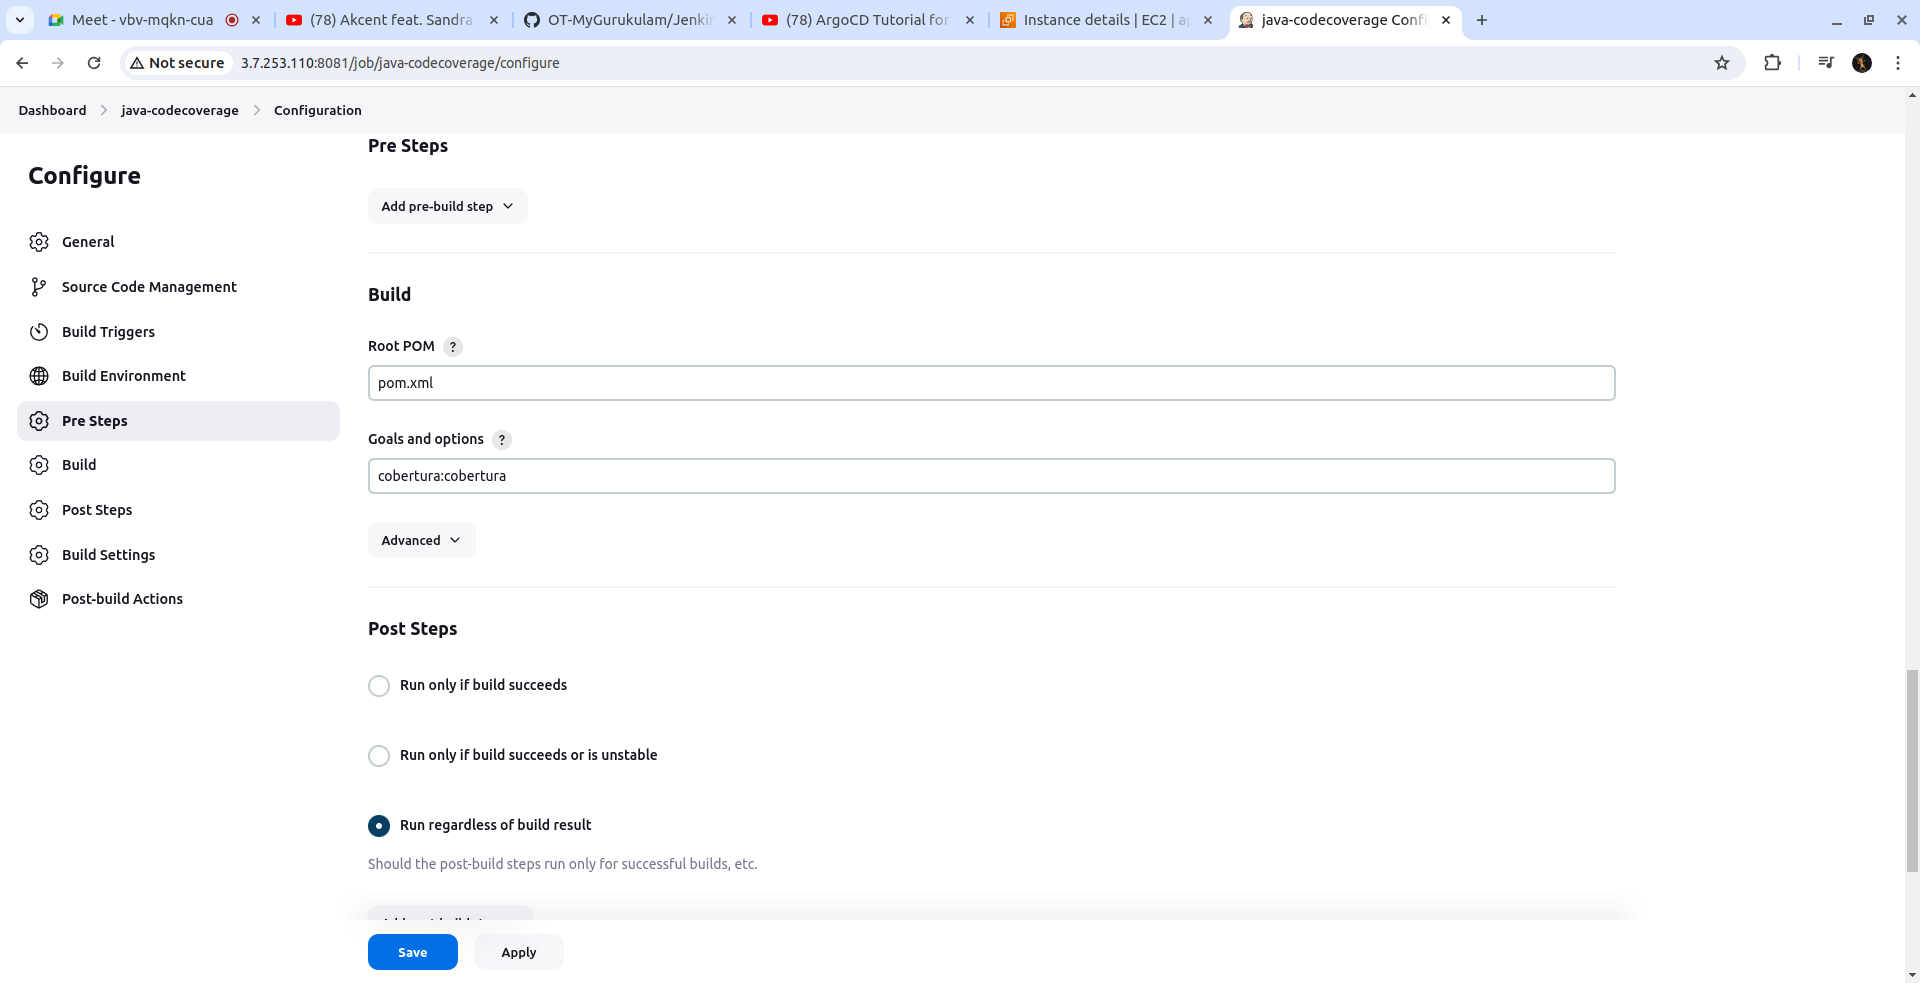 Meet - vbv-mqkn-cua
(78) Akcent feat. Sandra
OT-MyGurukulam/Jenkin
(78) ArgoCD Tutorial for
Instance details | EC2 | ap
java-codecoverage Confi
Not secure
3.7.253.110:8081/job/java-codecoverage/configure
Dashboard
java-codecoverage
Configuration
Configure
General
Source Code Management
Build Triggers
Build Environment
Pre Steps
Build
Post Steps
Build Settings
Post-build Actions
Pre Steps
Add pre-build step
Build
Root POM ?
pom.xml
Goals and options ?
cobertura:cobertura
Advanced
Post Steps
Run only if build succeeds
Run only if build succeeds or is unstable
Run regardless of build result
Should the post-build steps run only for successful builds, etc.
Save
Apply